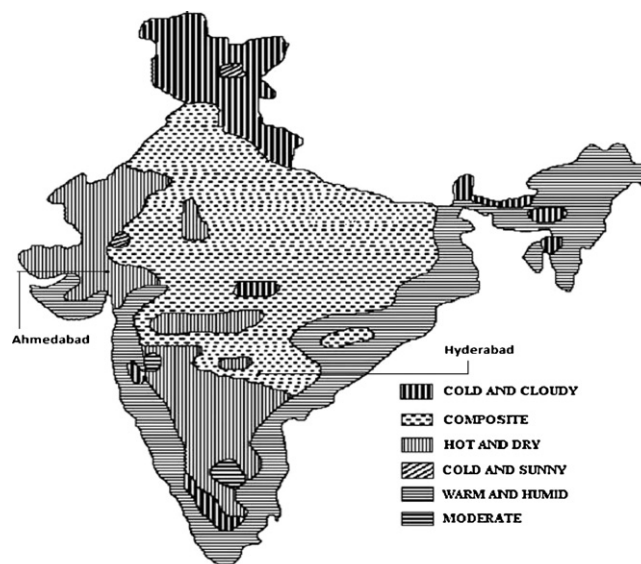 Ahmedabad
Hyderabad
COLD AND CLOUDY
COMPOSITE
HOT AND DRY
COLD AND SUNNY
WARM AND HUMID
MODERATE